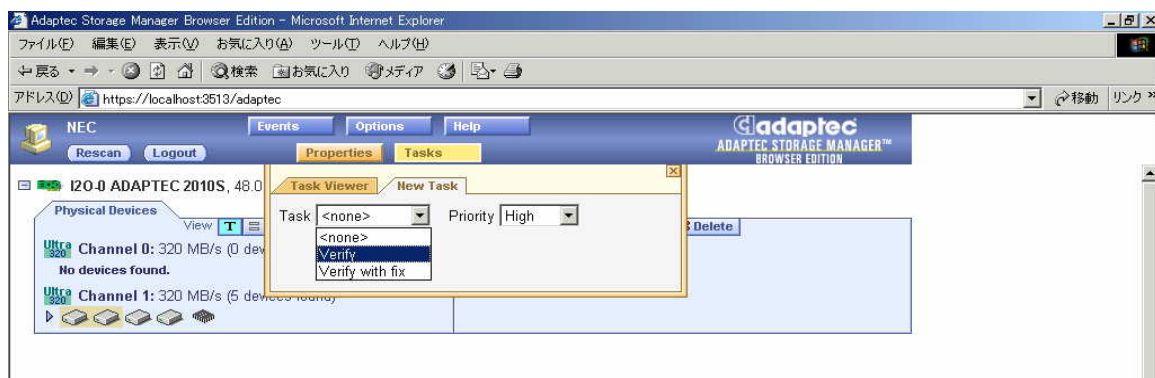 Adaptec Storage Manager Browser Edition - Microsoft Internet Explorer
ファイル(F) 編集(E) 表示(V) お気に入り(A) ツール(T) ヘルプ(H)
戻る 検索 お気に入り メディア
アドレス(D) https://localhost:3513/adaptec 移動 リンク »
NEC Events Options Help adaptec
Rescan Logout Properties Tasks ADAPTEC STORAGE MANAGER™
BROWSER EDITION
I2O-0 ADAPTEC 2010S, 48.0
Task Viewer New Task
Physical Devices
View T
Task <none> Priority High
<none>
Verify
Verify with fix
Delete
Ultra 320 Channel 0: 320 MB/s (0 dev
No devices found.
Ultra 320 Channel 1: 320 MB/s (5 devices found)